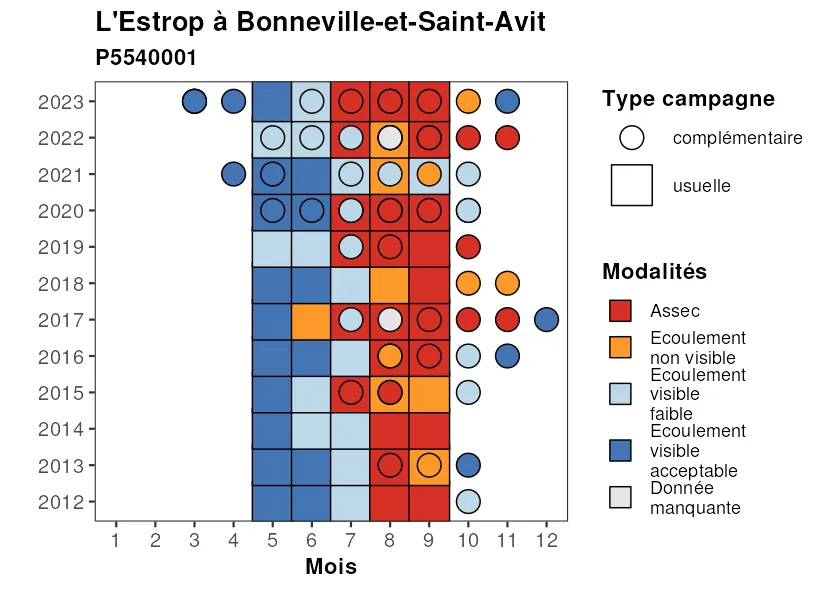 L'Estrop à Bonneville-et-Saint-Avit
P5540001
2023
2022
2021
2020
2019
2018
2017
2016
2015
2014
2013
2012
1 2 3 4 5 6 7 8 9 10 11 12
Mois
Type campagne
complémentaire
usuelle
Modalités
Assec
Ecoulement
non visible
Ecoulement
visible
faible
Ecoulement
visible
acceptable
Donnée
manquante